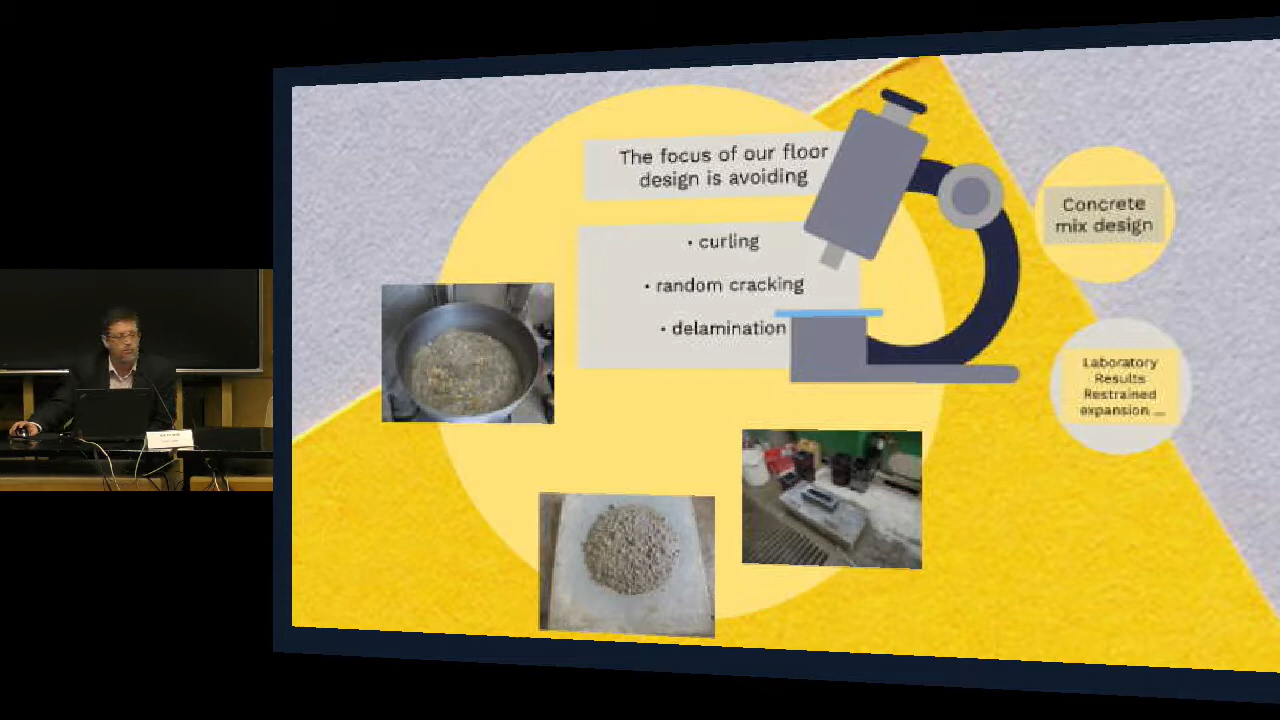 The focus of our floor
design is avoiding
• curling
• random cracking
• delamination
Concrete
mix design
Laboratory
Results
Restrained
expansion ...